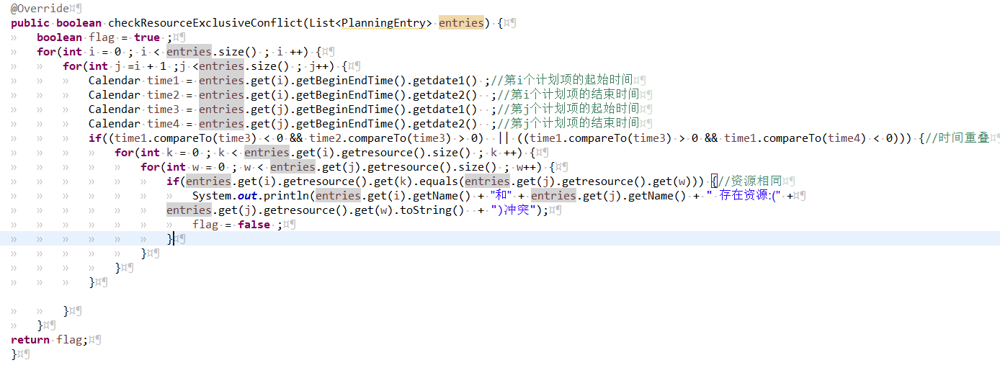 @Override
public boolean checkResourceExclusiveConflict(List<PlanningEntry> entries) {
boolean flag = true ;
for(int i = 0 ; i < entries.size() ; i ++) {
for(int j =i + 1 ;j <entries.size() ; j++) {
Calendar time1 = entries.get(i).getBeginEndTime().getdate1() ;//第i个计划项的起始时间
Calendar time2 = entries.get(i).getBeginEndTime().getdate2()  ;//第i个计划项的结束时间
Calendar time3 = entries.get(j).getBeginEndTime().getdate1()  ;//第j个计划项的起始时间
Calendar time4 = entries.get(j).getBeginEndTime().getdate2()  ;//第j个计划项的结束时间
if((time1.compareTo(time3) < 0 && time2.compareTo(time3) > 0)  || ((time1.compareTo(time3) > 0 && time1.compareTo(time4) < 0))) {//时间重叠
for(int k = 0 ; k < entries.get(i).getresource().size() ; k ++) {
for(int w = 0 ; w < entries.get(j).getresource().size() ; w++) {
if(entries.get(i).getresource().get(k).equals(entries.get(j).getresource().get(w))) {//资源相同
System.out.println(entries.get(i).getName() + "和" + entries.get(j).getName() + " 存在资源:(" +
entries.get(j).getresource().get(w).toString()  + ")冲突");
flag = false ;
}
}
}
}
}
}
return flag;
}